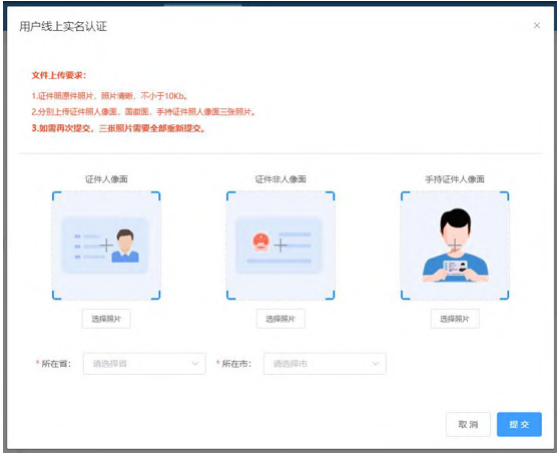 用户线上实名认证
文件上传要求：
1.证件照原件照片，照片清晰，不小于10Kb。
2.分别上传证件照人像面、国徽面、手持证件照人像面三张照片。
3.如需再次提交，三张照片需要全部重新提交。
证件人像面 证件非人像面 手持证件人像面
选择照片 选择照片 选择照片
* 所在省： 请选择省 * 所在市： 请选择市
取 消 提 交